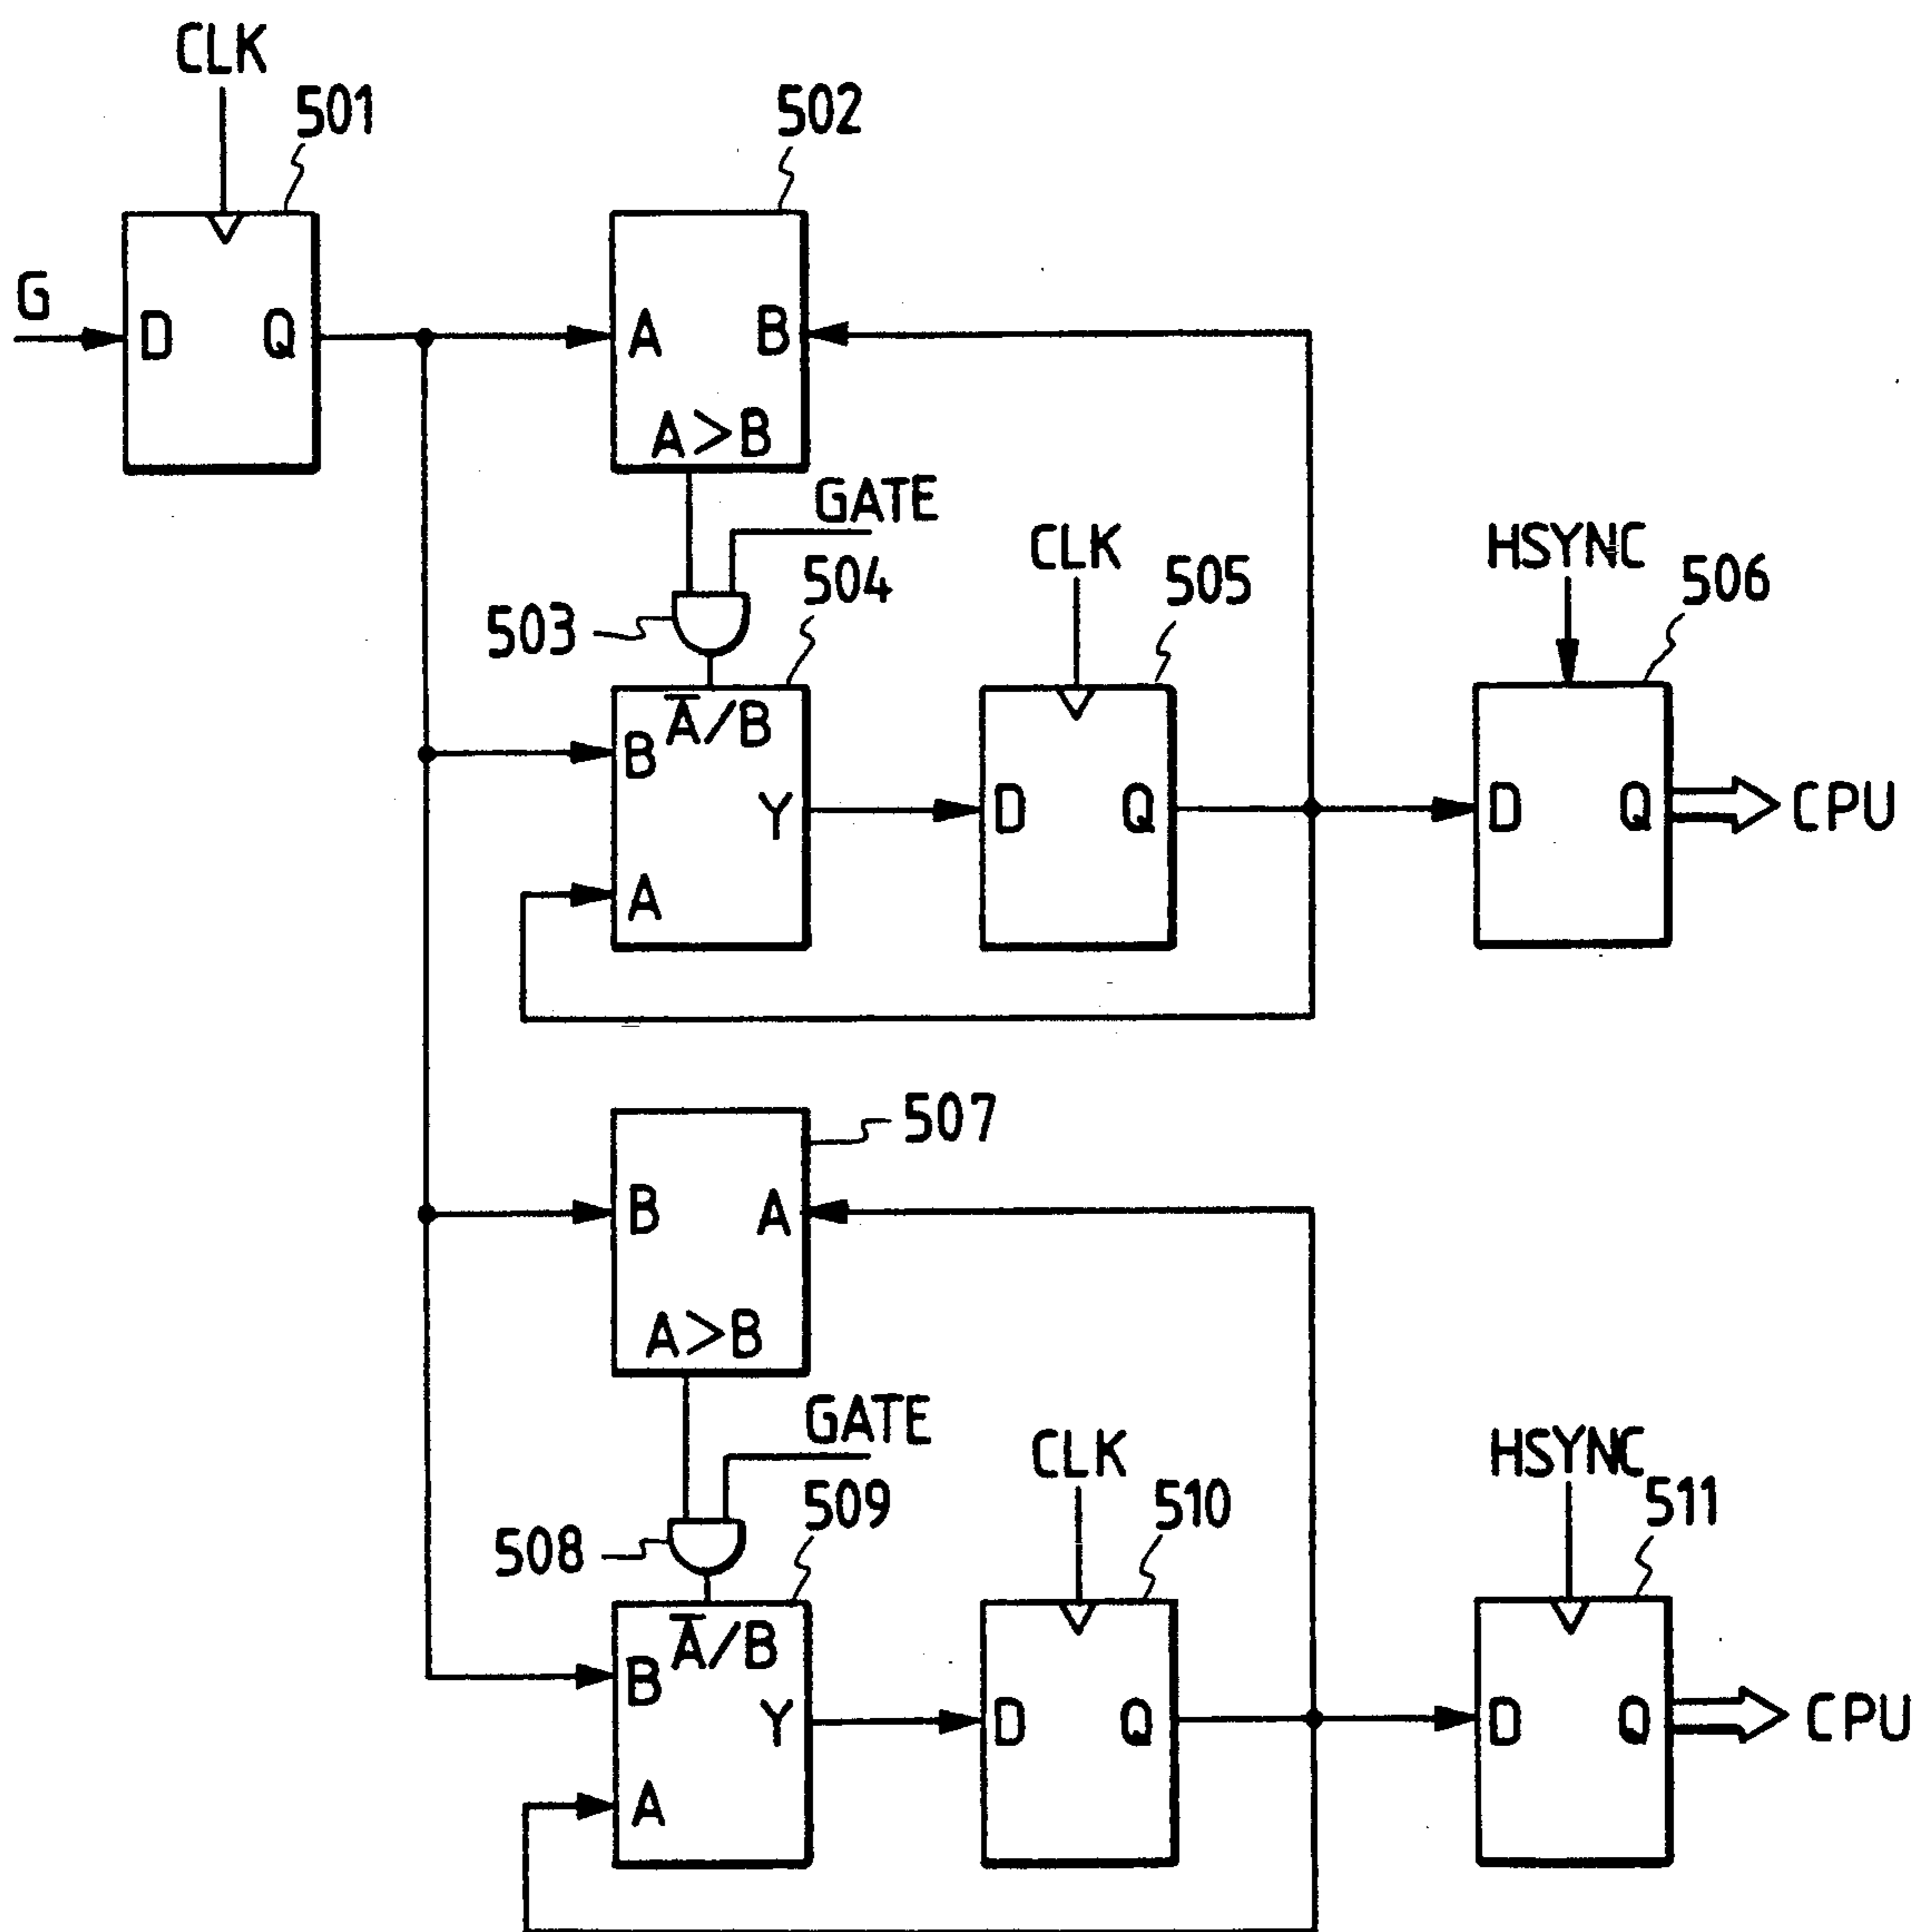 CLK
501
502
G
D Q
A B
A>B
GATE
CLK
HSYNC
503
504
505
506
A̅/B
B
Y
A
D Q
D Q
CPU
507
B A
A>B
GATE
CLK
HSYNC
508
509
510
511
A̅/B
B
Y
A
D Q
D Q
CPU